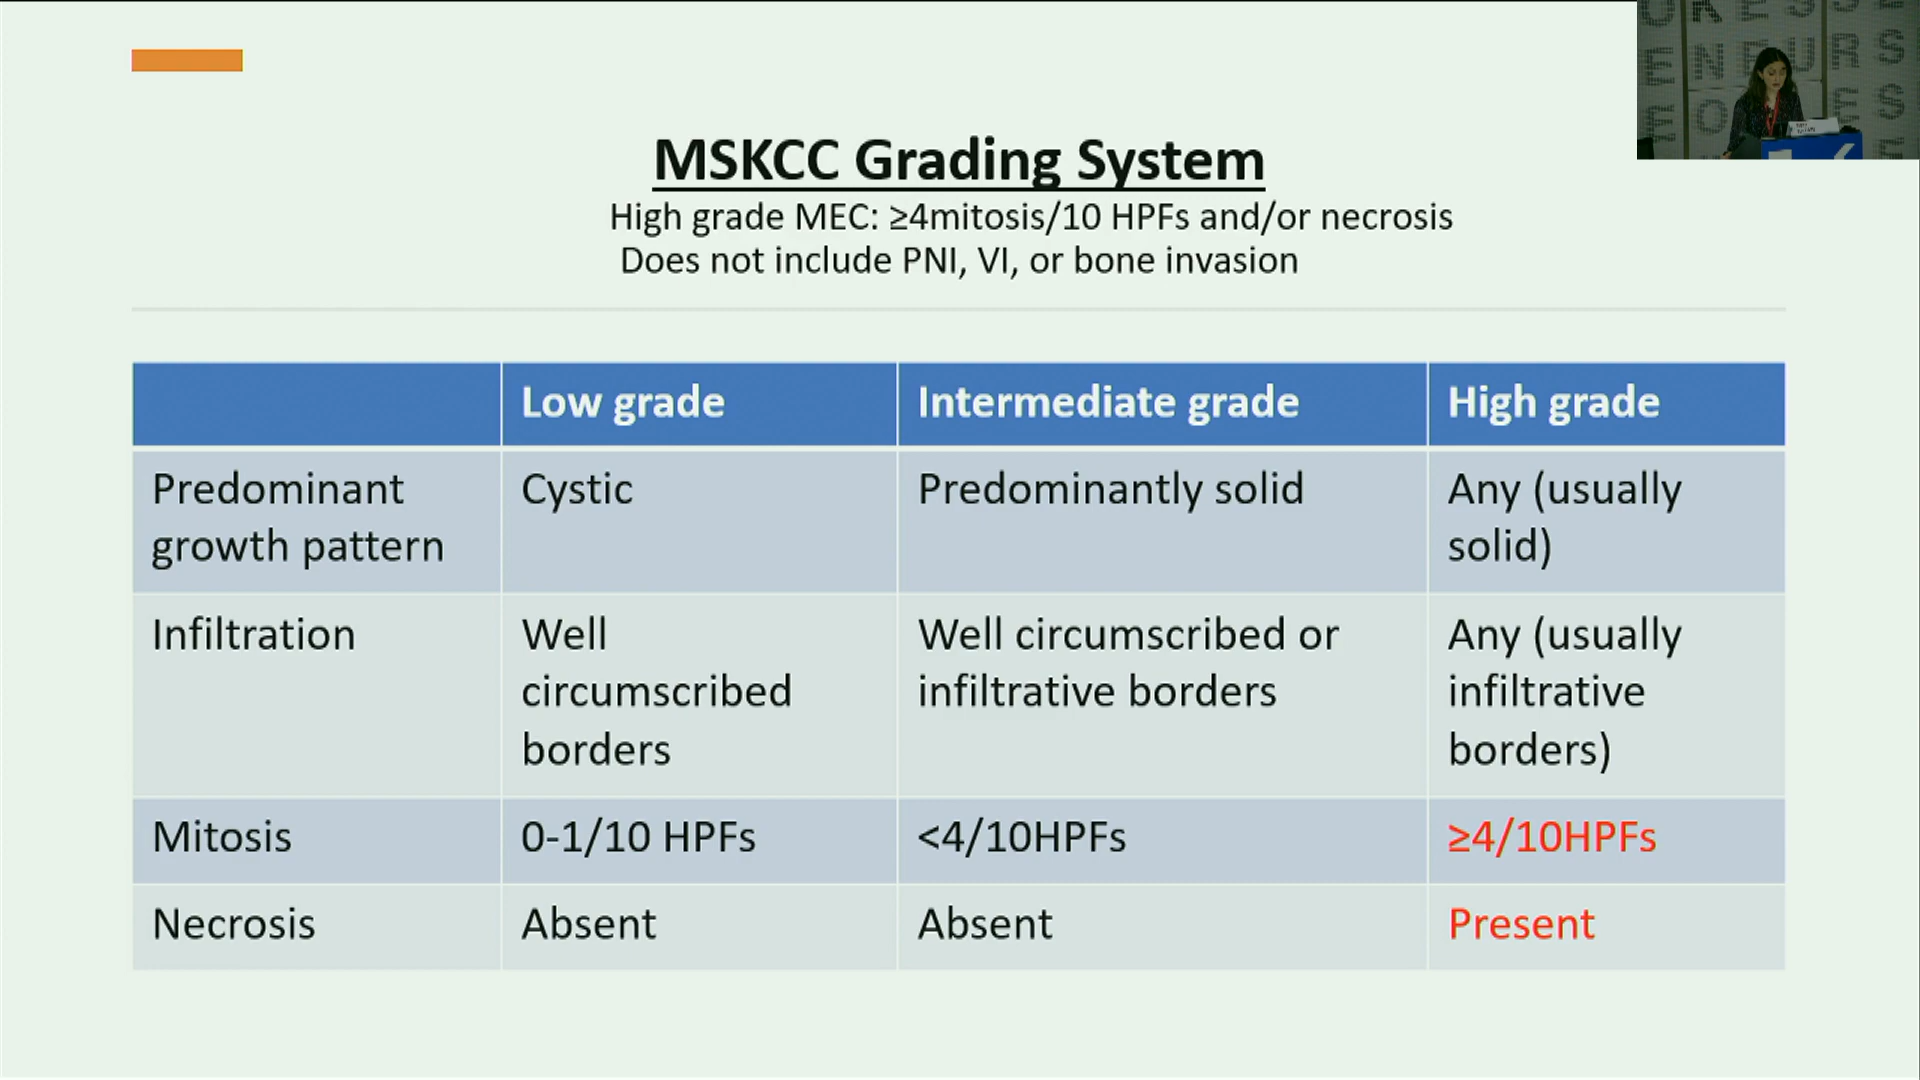 MSKCC Grading System
High grade MEC: ≥4mitosis/10 HPFs and/or necrosis
Does not include PNI, VI, or bone invasion
Low grade
Intermediate grade
High grade
Predominant
growth pattern
Cystic
Predominantly solid
Any (usually
solid)
Infiltration
Well
circumscribed
borders
Well circumscribed or
infiltrative borders
Any (usually
infiltrative
borders)
Mitosis
0-1/10 HPFs
<4/10HPFs
≥4/10HPFs
Necrosis
Absent
Absent
Present